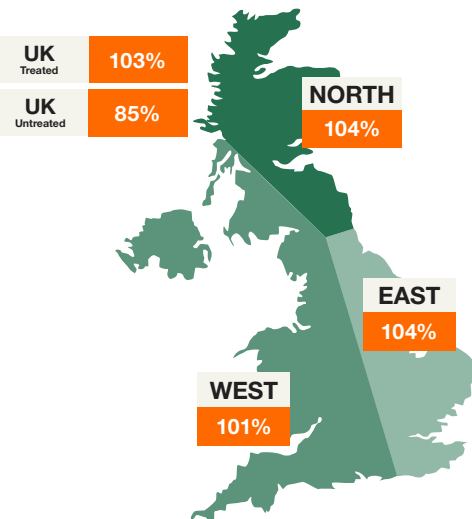 UK
Treated
103%
UK
Untreated
85%
NORTH
104%
EAST
104%
WEST
101%